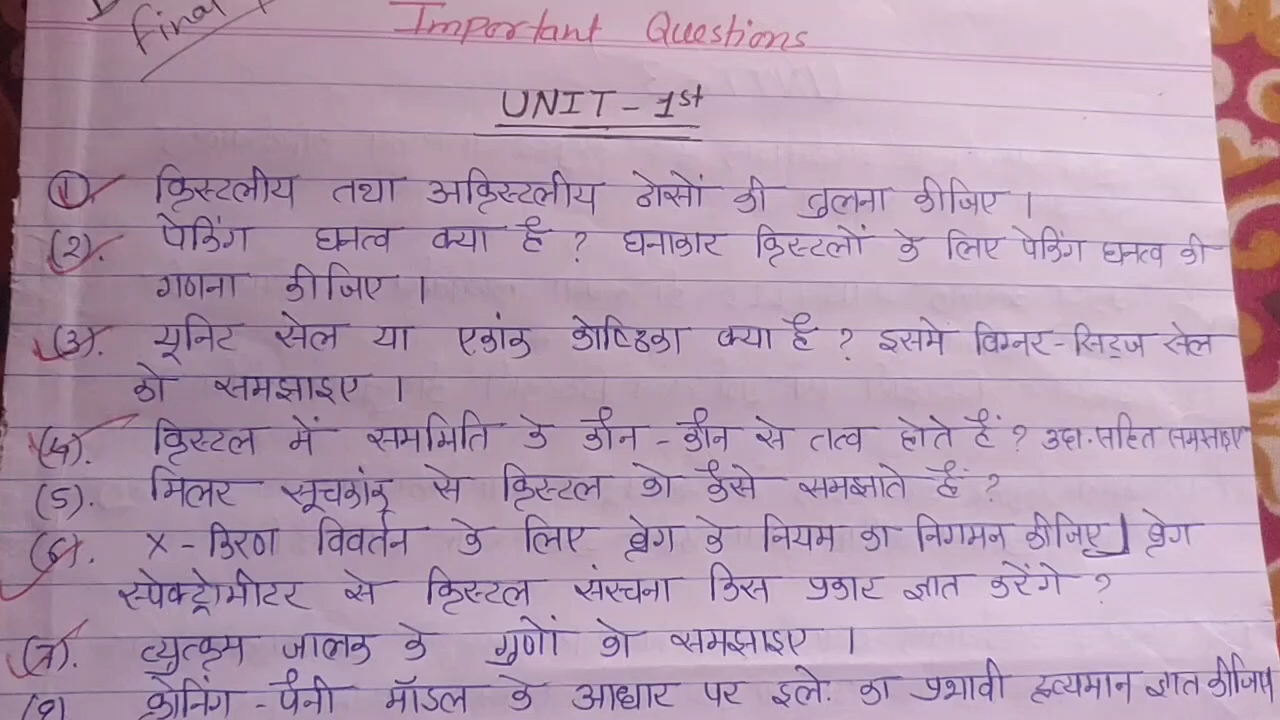 final
Important Questions
UNIT - 1st
(1) क्रिस्टलीय तथा अक्रिस्टलीय ठोसों की तुलना कीजिए ।
(2). पेकिंग घनत्व क्या है ? घनाकार क्रिस्टलों के लिए पेकिंग घनत्व की
गणना कीजिए ।
(3). यूनिट सेल या एकांक कोष्ठिका क्या है ? इसमे विग्नर-सिट्ज सेल
को समझाइए ।
(4). क्रिस्टल में सममिति के कौन-कौन से तत्व होते हैं ? उदा. सहित समझाइए
(5). मिलर सूचकांक से क्रिस्टल को कैसे समझाते हैं ?
(6). X-किरण विवर्तन के लिए ब्रेग के नियम का निगमन कीजिए | ब्रेग
स्पेक्ट्रोमीटर से क्रिस्टल संरचना किस प्रकार ज्ञात करेंगे ?
(7). व्युत्क्रम जालक के गुणों को समझाइए ।
क्रोनिग-पैनी मॉडल के आधार पर इले. का प्रभावी द्रव्यमान ज्ञात कीजिए